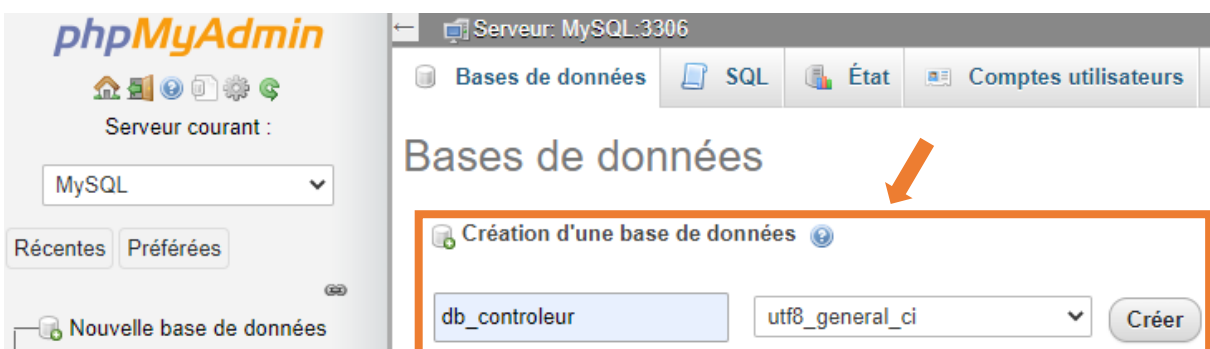 phpMyAdmin
Serveur courant :
MySQL
Récentes Préférées
Nouvelle base de données
Serveur: MySQL:3306
Bases de données SQL État Comptes utilisateurs
Bases de données
Création d'une base de données
db_controleur utf8_general_ci Créer